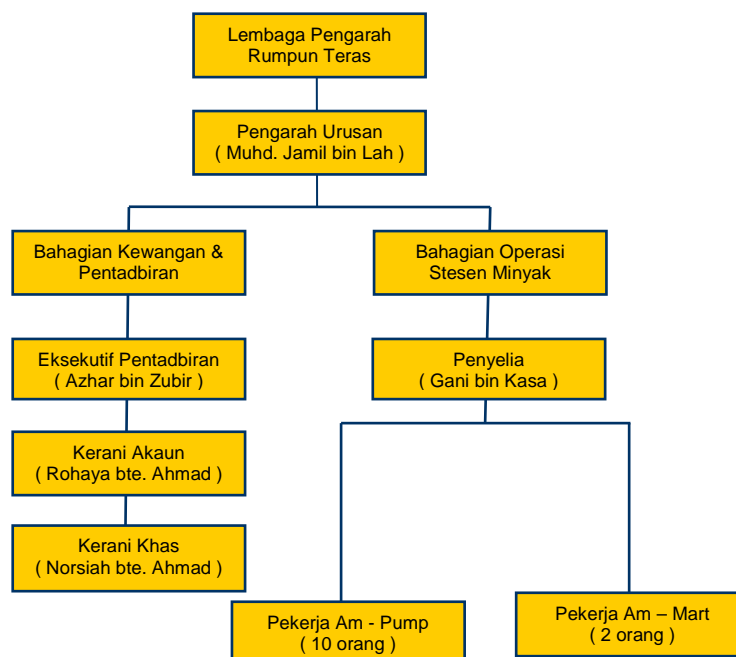 Lembaga Pengarah
Rumpun Teras
Pengarah Urusan
( Muhd. Jamil bin Lah )
Bahagian Kewangan &
Pentadbiran
Bahagian Operasi
Stesen Minyak
Eksekutif Pentadbiran
( Azhar bin Zubir )
Penyelia
( Gani bin Kasa )
Kerani Akaun
( Rohaya bte. Ahmad )
Kerani Khas
( Norsiah bte. Ahmad )
Pekerja Am - Pump
( 10 orang )
Pekerja Am – Mart
( 2 orang )